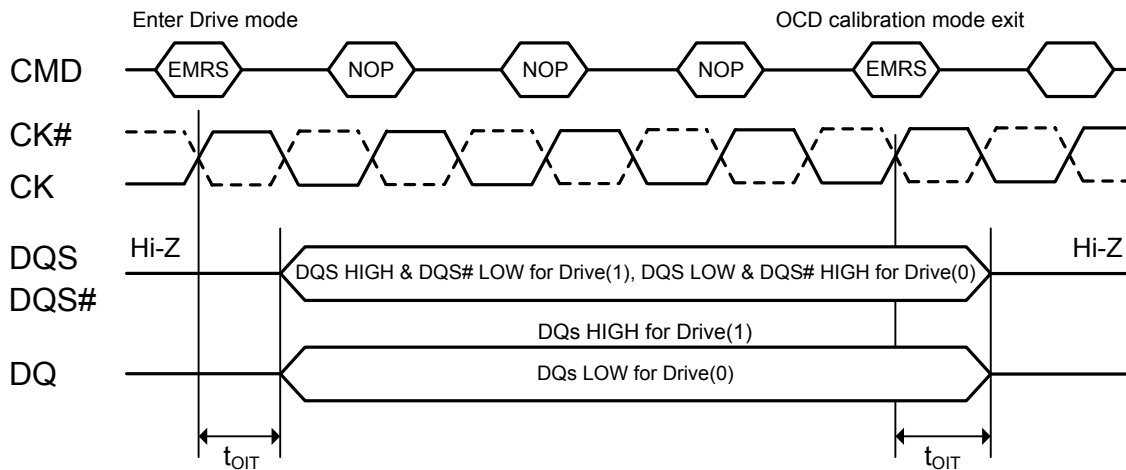 Enter Drive mode
OCD calibration mode exit
CMD
EMRS
NOP
NOP
NOP
EMRS
CK#
CK
DQS
Hi-Z
DQS HIGH & DQS# LOW for Drive(1), DQS LOW & DQS# HIGH for Drive(0)
Hi-Z
DQS#
DQs HIGH for Drive(1)
DQ
DQs LOW for Drive(0)
tOIT
tOIT